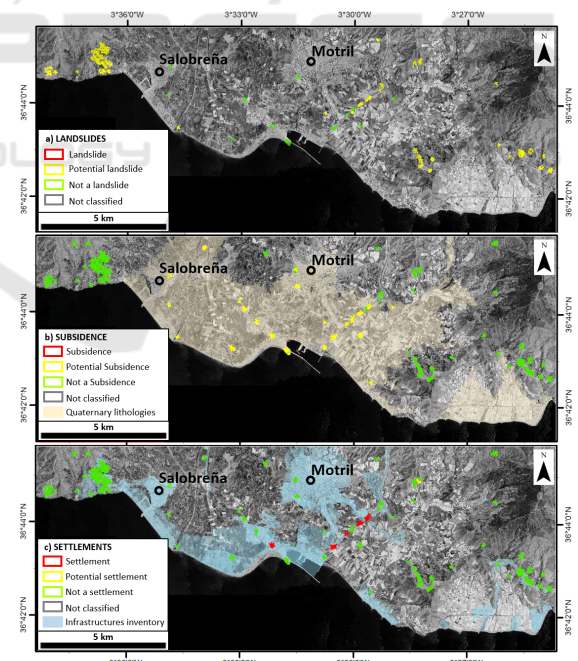 3°36'0"W 3°33'0"W 3°30'0"W 3°27'0"W
N
Salobreña
Motril
36°44'0"N
36°44'0"N
a) LANDSLIDES
Landslide
Potential landslide
Not a landslide
Not classified
5 km
36°42'0"N
36°42'0"N
N
Salobreña
Motril
36°44'0"N
36°44'0"N
b) SUBSIDENCE
Subsidence
Potential Subsidence
Not a Subsidence
Not classified
Quaternary lithologies
5 km
36°42'0"N
36°42'0"N
N
Salobreña
Motril
36°44'0"N
36°44'0"N
c) SETTLEMENTS
Settlement
Potential settlement
Not a settlement
Not classified
Infrastructures inventory
5 km
36°42'0"N
36°42'0"N